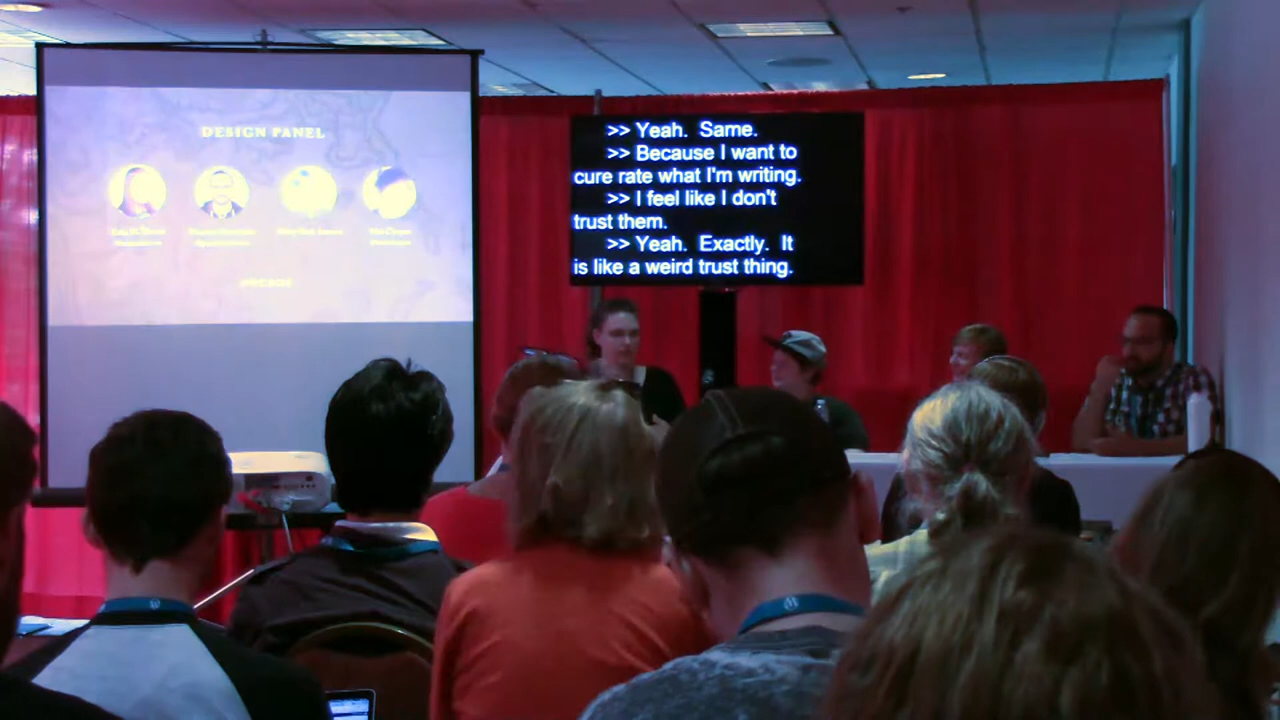 DESIGN PANEL
>> Yeah. Same.
>> Because I want to
cure rate what I'm writing.
>> I feel like I don't
trust them.
>> Yeah. Exactly. It
is like a weird trust thing.